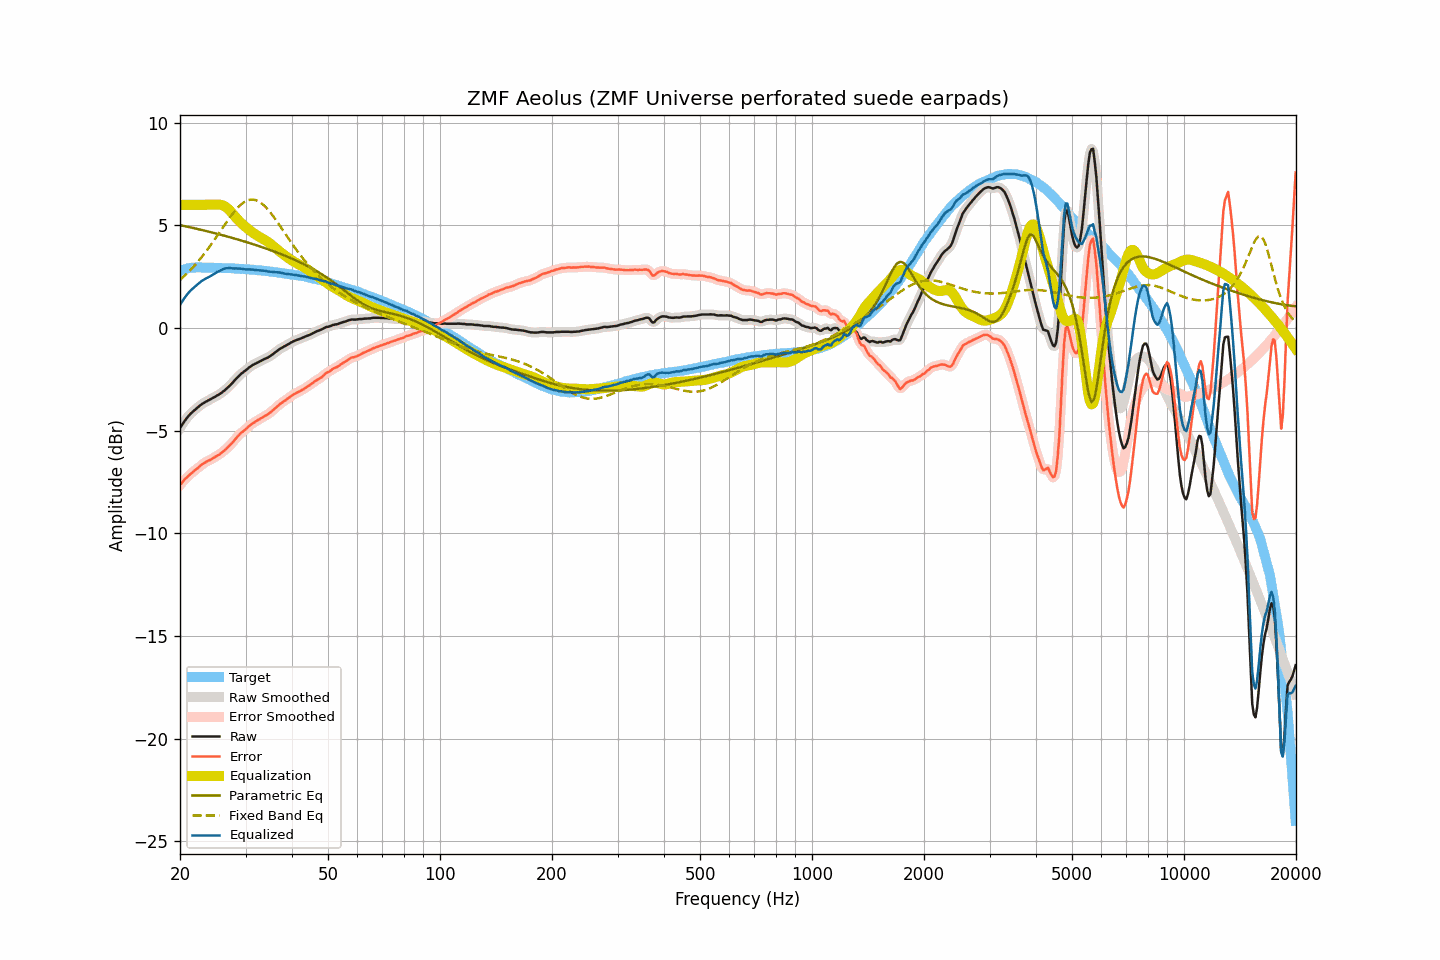 ZMF Aeolus (ZMF Universe perforated suede earpads)
Amplitude (dBr)
10
5
0
−5
−10
−15
−20
−25
Target
Raw Smoothed
Error Smoothed
Raw
Error
Equalization
Parametric Eq
Fixed Band Eq
Equalized
20 50 100 200 500 1000 2000 5000 10000 20000
Frequency (Hz)